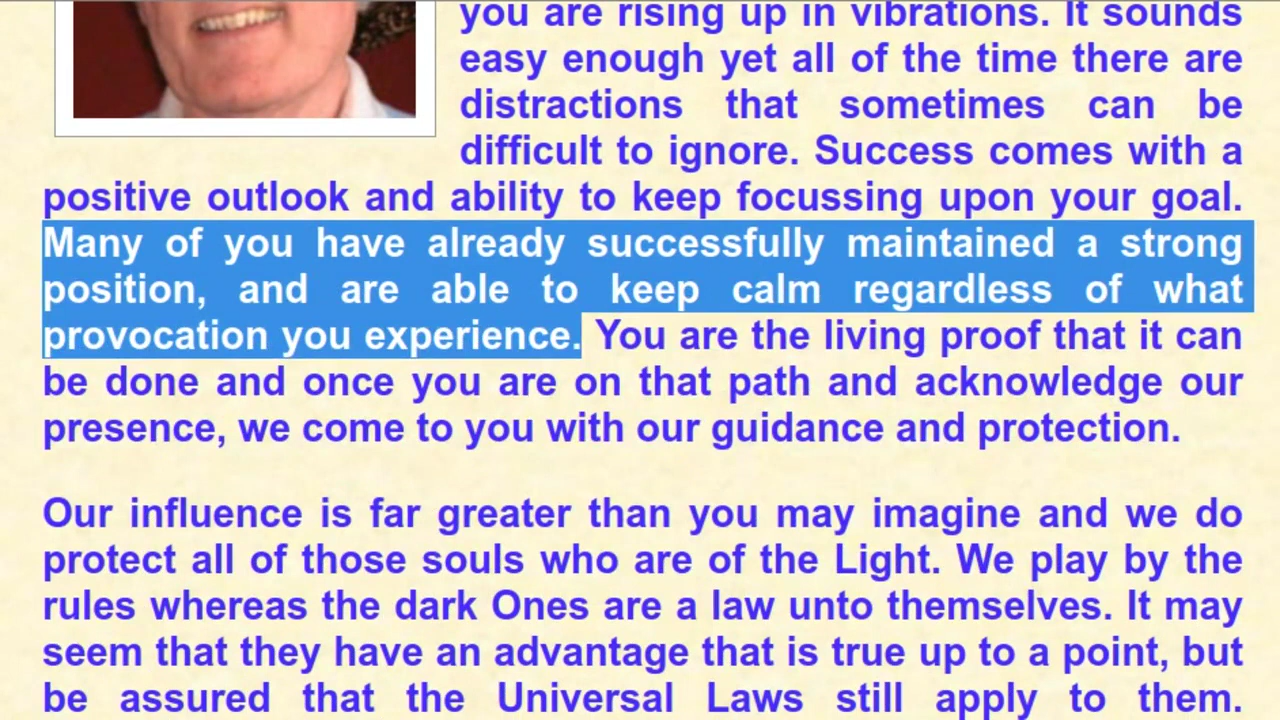 you are rising up in vibrations. It sounds
easy enough yet all of the time there are
distractions that sometimes can be
difficult to ignore. Success comes with a
positive outlook and ability to keep focussing upon your goal.
Many of you have already successfully maintained a strong
position, and are able to keep calm regardless of what
provocation you experience. You are the living proof that it can
be done and once you are on that path and acknowledge our
presence, we come to you with our guidance and protection.
Our influence is far greater than you may imagine and we do
protect all of those souls who are of the Light. We play by the
rules whereas the dark Ones are a law unto themselves. It may
seem that they have an advantage that is true up to a point, but
be assured that the Universal Laws still apply to them.